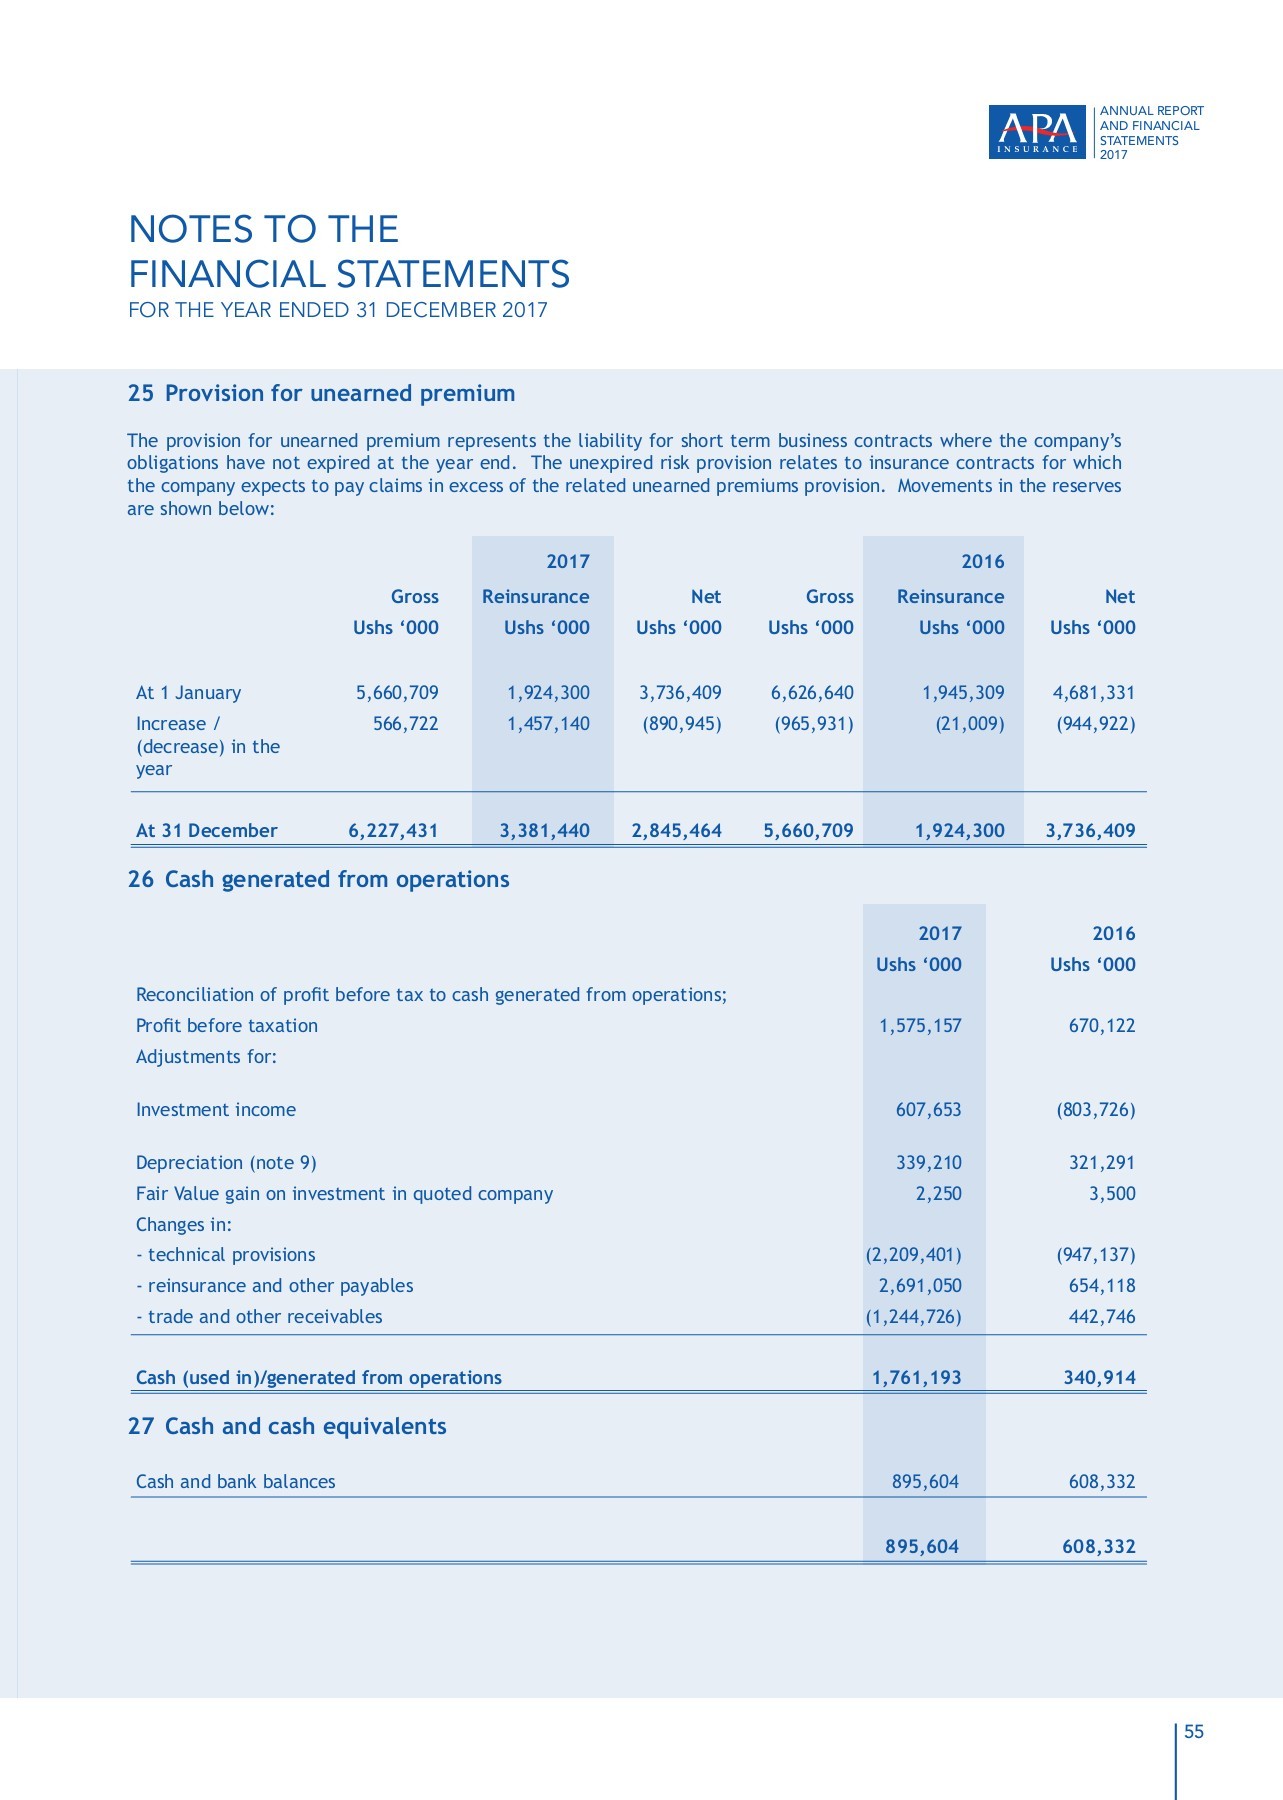 APA
INSURANCE
ANNUAL REPORT
AND FINANCIAL
STATEMENTS
2017
NOTES TO THE
FINANCIAL STATEMENTS
FOR THE YEAR ENDED 31 DECEMBER 2017
25 Provision for unearned premium
The provision for unearned premium represents the liability for short term business contracts where the company’s
obligations have not expired at the year end. The unexpired risk provision relates to insurance contracts for which
the company expects to pay claims in excess of the related unearned premiums provision. Movements in the reserves
are shown below:
2017 2016
Gross Reinsurance Net Gross Reinsurance Net
Ushs ‘000 Ushs ‘000 Ushs ‘000 Ushs ‘000 Ushs ‘000 Ushs ‘000
At 1 January 5,660,709 1,924,300 3,736,409 6,626,640 1,945,309 4,681,331
Increase / 566,722 1,457,140 (890,945) (965,931) (21,009) (944,922)
(decrease) in the
year
At 31 December 6,227,431 3,381,440 2,845,464 5,660,709 1,924,300 3,736,409
26 Cash generated from operations
2017 2016
Ushs ‘000 Ushs ‘000
Reconciliation of profit before tax to cash generated from operations;
Profit before taxation 1,575,157 670,122
Adjustments for:
Investment income 607,653 (803,726)
Depreciation (note 9) 339,210 321,291
Fair Value gain on investment in quoted company 2,250 3,500
Changes in:
- technical provisions (2,209,401) (947,137)
- reinsurance and other payables 2,691,050 654,118
- trade and other receivables (1,244,726) 442,746
Cash (used in)/generated from operations 1,761,193 340,914
27 Cash and cash equivalents
Cash and bank balances 895,604 608,332
895,604 608,332
55